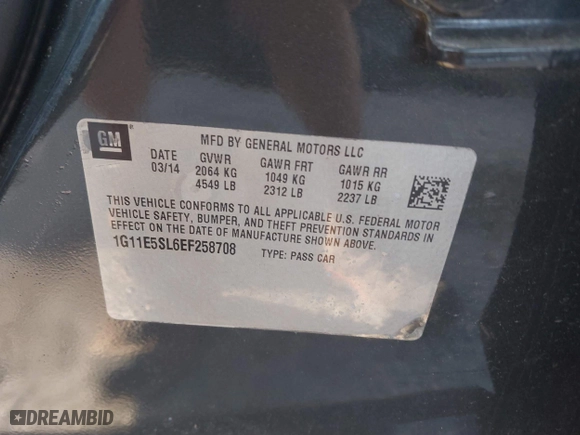 GM
MFD BY GENERAL MOTORS LLC
DATE GVWR GAWR FRT GAWR RR
03/14 2064 KG 1049 KG 1015 KG
4549 LB 2312 LB 2237 LB
THIS VEHICLE CONFORMS TO ALL APPLICABLE U.S. FEDERAL MOTOR
VEHICLE SAFETY, BUMPER, AND THEFT PREVENTION STANDARDS IN
EFFECT ON THE DATE OF MANUFACTURE SHOWN ABOVE.
1G11E5SL6EF258708 TYPE: PASS CAR
DREAMBID